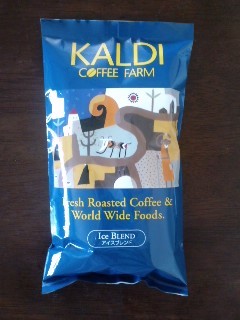 KALDI
COFFEE FARM
Fresh Roasted Coffee &
World Wide Foods.
ICE BLEND
アイスブレンド